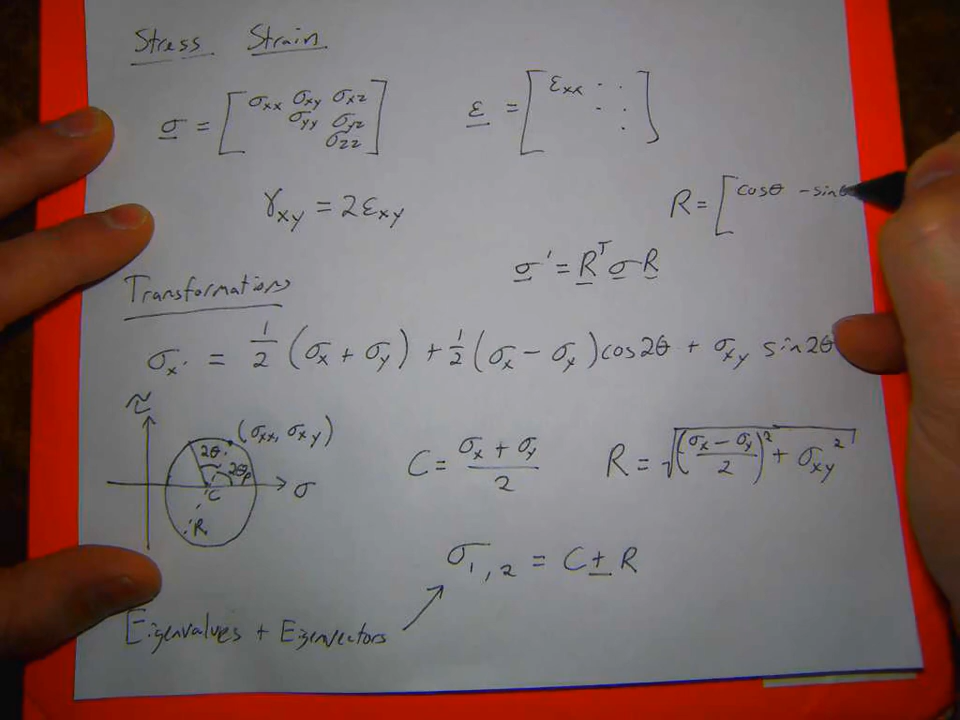 Stress Strain
σ = [ σxx σxy σxz
σyy σyz
σzz ]
ε = [ εxx · ·
· ·
· ]
γxy = 2εxy
R = [ cosθ -sinθ
σ' = Rᵀ σ R
Transformations
σx' = 1/2 (σx + σy) + 1/2 (σx - σy) cos2θ + σxy sin2θ
τ
(σxx, σxy)
2θ
2θp
C
σ
R
C = (σx + σy)/2
R = √(((σx - σy)/2)² + σxy²)
σ1,2 = C ± R
Eigenvalues + Eigenvectors